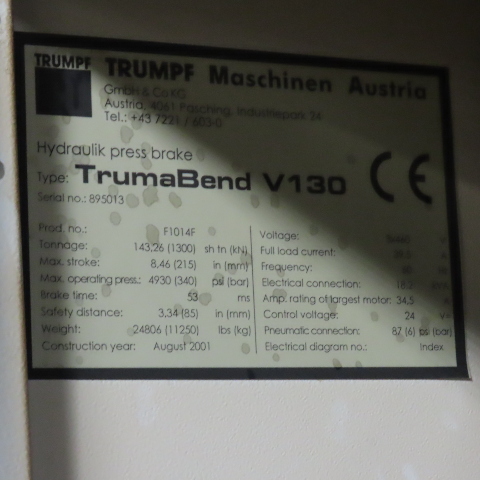 TRUMPF
TRUMPF Maschinen Austria
GmbH & Co KG
Austria, 4061 Pasching, Industriepark 24
Tel.: +43 7221 / 603-0
Hydraulik press brake
Type: TrumaBend V130
CE
Serial no.: 895013
Prod. no.: F1014F
Tonnage: 143,26 (1300) sh tn (kN)
Max. stroke: 8,46 (215) in (mm)
Max. operating press.: 4930 (340) psi (bar)
Brake time: 53 ms
Safety distance: 3,34 (85) in (mm)
Weight: 24806 (11250) lbs (kg)
Construction year: August 2001
Voltage: V
Full load current: A
Frequency: 60
Electrical connection:
Amp. rating of largest motor: 34,5
Control voltage: 24
Pneumatic connection: 87 (6) psi (bar)
Electrical diagram no.: Index